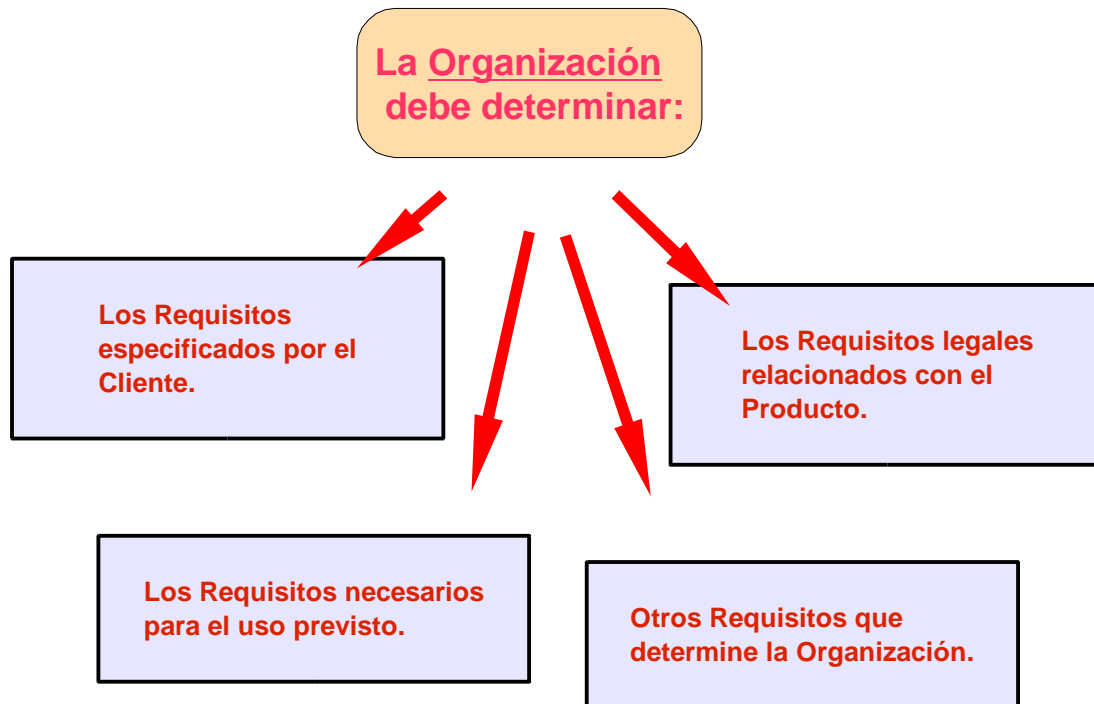 La Organización
debe determinar:
Los Requisitos
especificados por el
Cliente.
Los Requisitos legales
relacionados con el
Producto.
Los Requisitos necesarios
para el uso previsto.
Otros Requisitos que
determine la Organización.